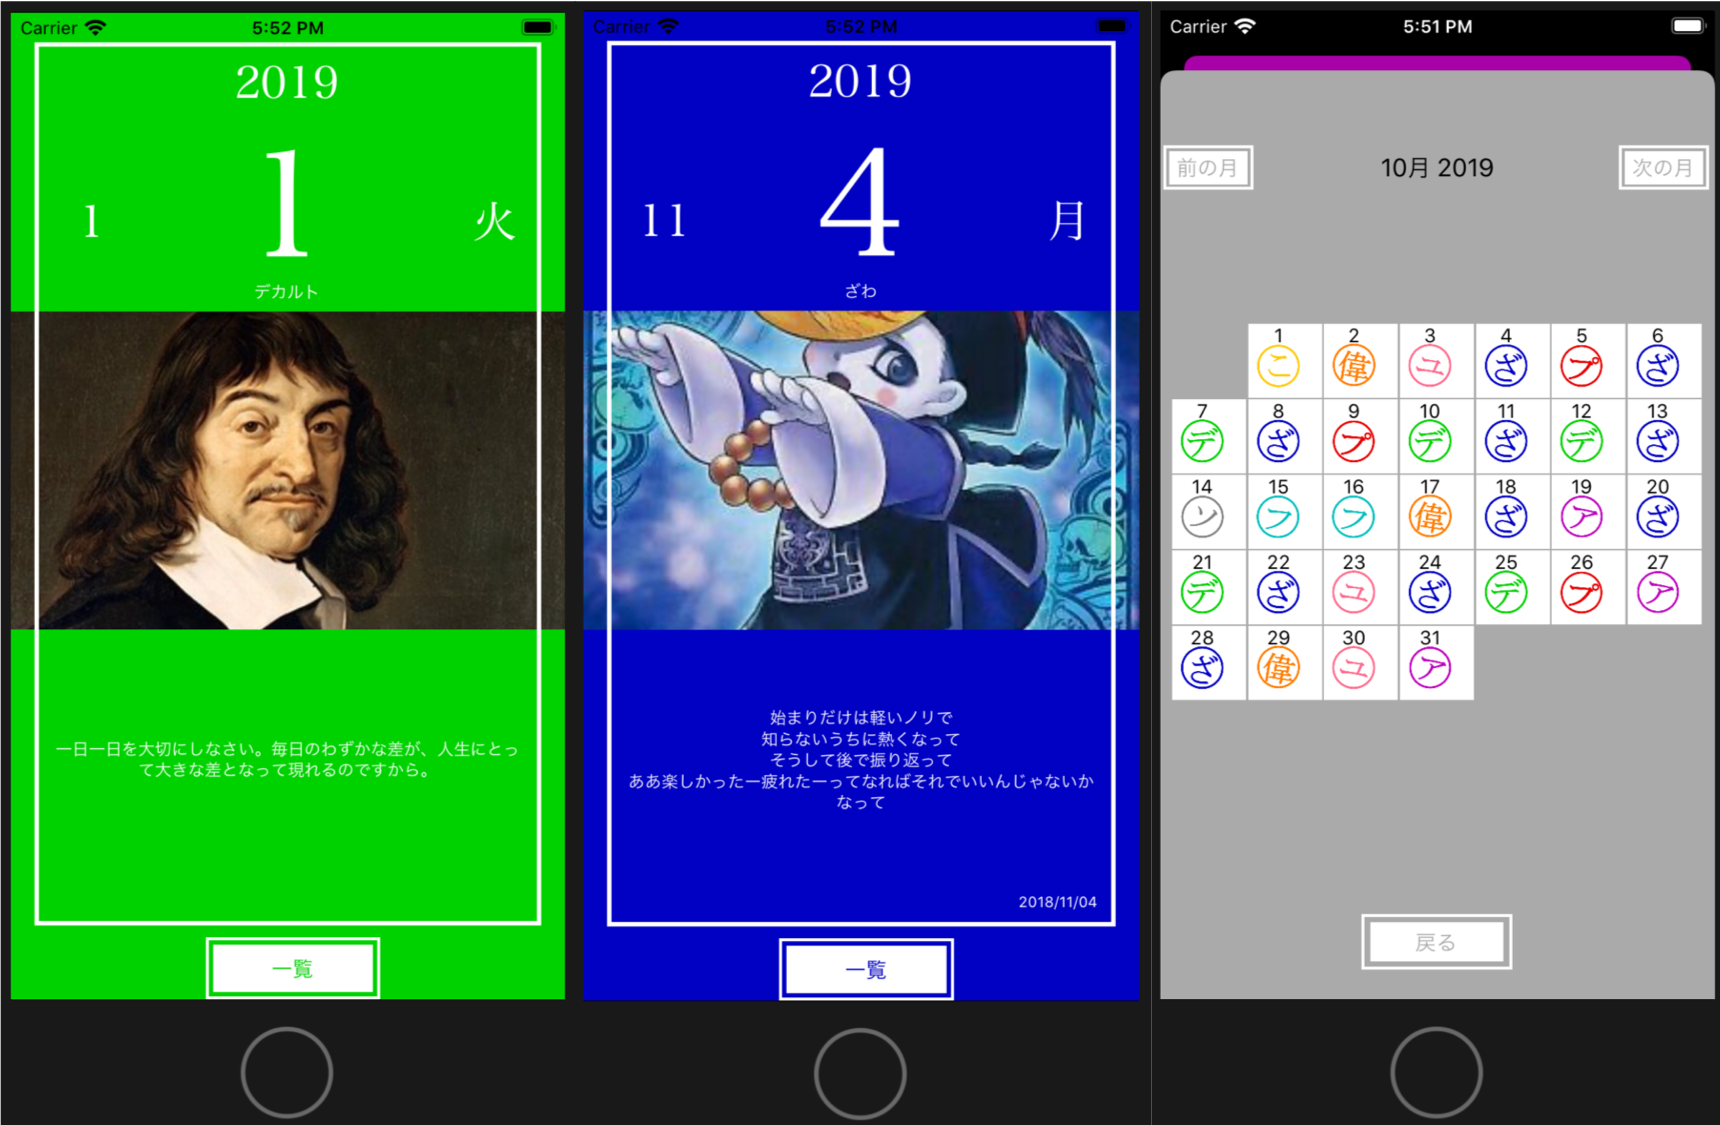 Carrier 5:52 PM
2019
1 1 火
デカルト
一日一日を大切にしなさい。毎日のわずかな差が、人生にとっ
て大きな差となって現れるのですから。
一覧
Carrier 5:52 PM
2019
11 4 月
ざわ
始まりだけは軽いノリで
知らないうちに熱くなって
そうして後で振り返って
ああ楽しかったー疲れたーってなればそれでいいんじゃないか
なって
2018/11/04
一覧
Carrier 5:51 PM
前の月 10月 2019 次の月
1 2 3 4 5 6
こ 偉 ユ ざ プ ざ
7 8 9 10 11 12 13
デ ざ プ デ ざ デ ざ
14 15 16 17 18 19 20
ソ フ フ 偉 ざ ア ざ
21 22 23 24 25 26 27
デ ざ ユ ざ デ プ ア
28 29 30 31
ざ 偉 ユ ア
戻る